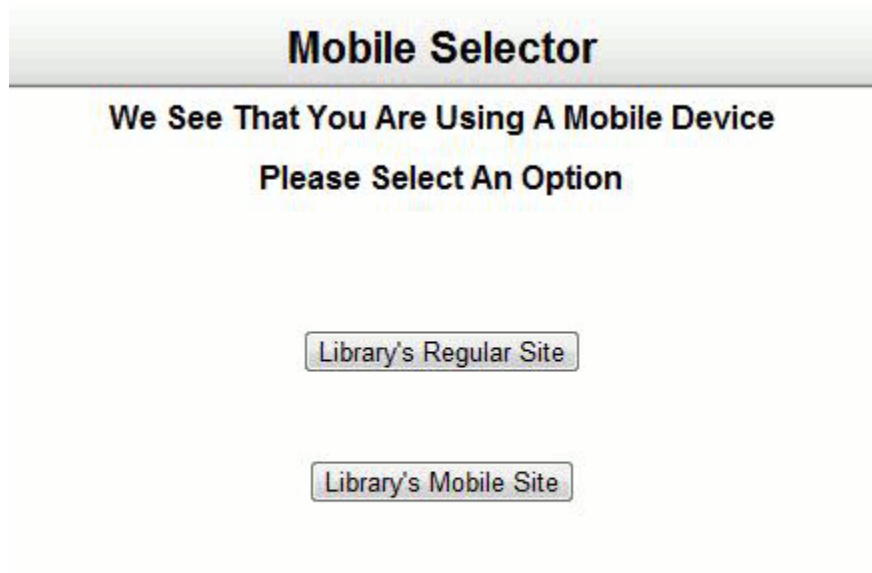 Mobile Selector
We See That You Are Using A Mobile Device
Please Select An Option
Library's Regular Site
Library's Mobile Site